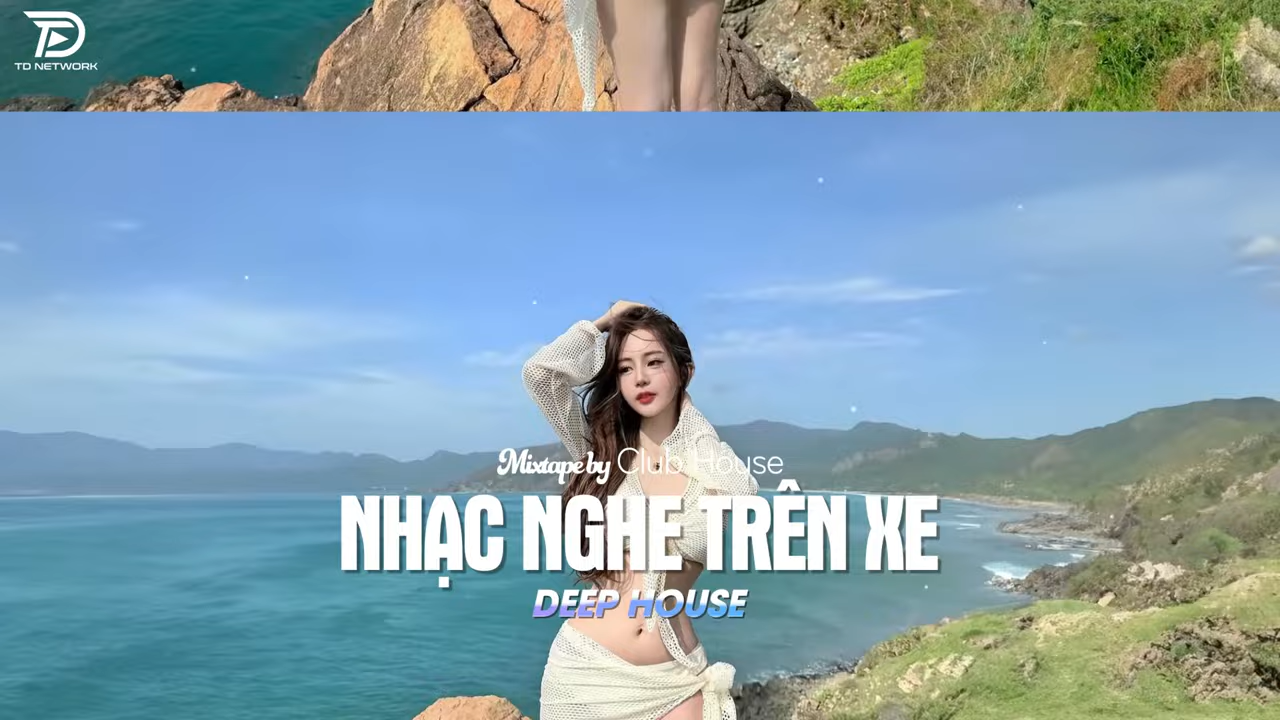 TD NETWORK
Mixtape by Club House
NHẠC NGHE TRÊN XE
DEEP HOUSE